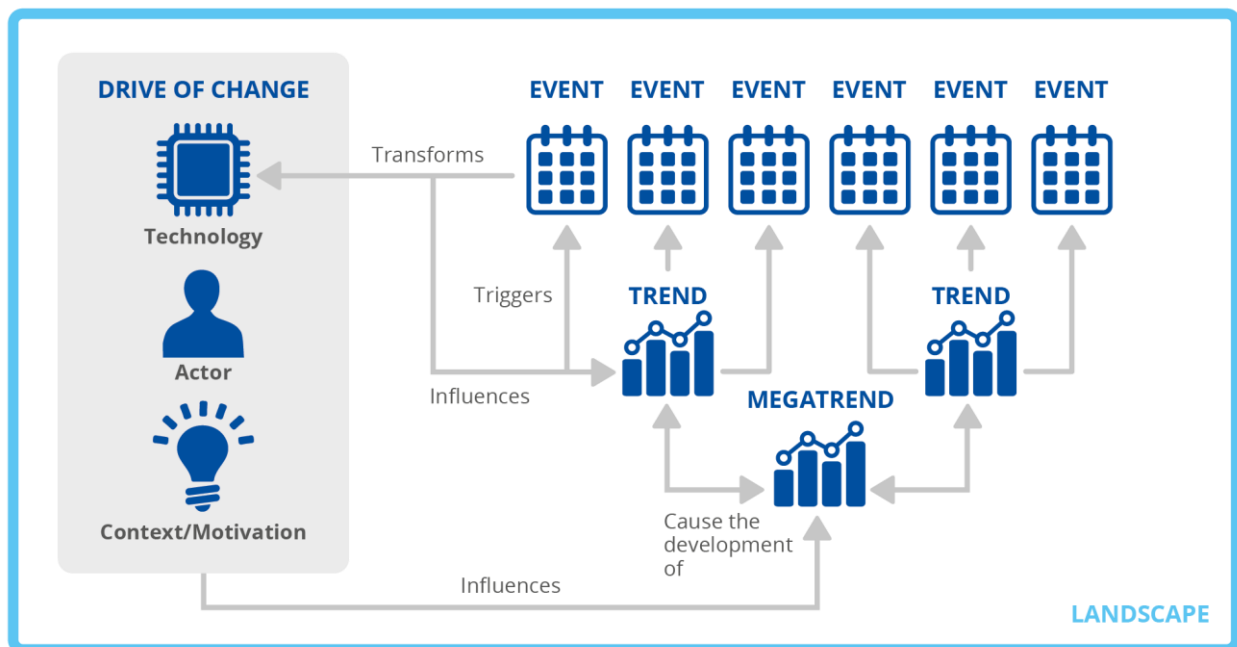 DRIVE OF CHANGE
Technology
Actor
Context/Motivation
EVENT EVENT EVENT EVENT EVENT EVENT
Transforms
Triggers
TREND
TREND
Influences
MEGATREND
Cause the
development
of
Influences
LANDSCAPE